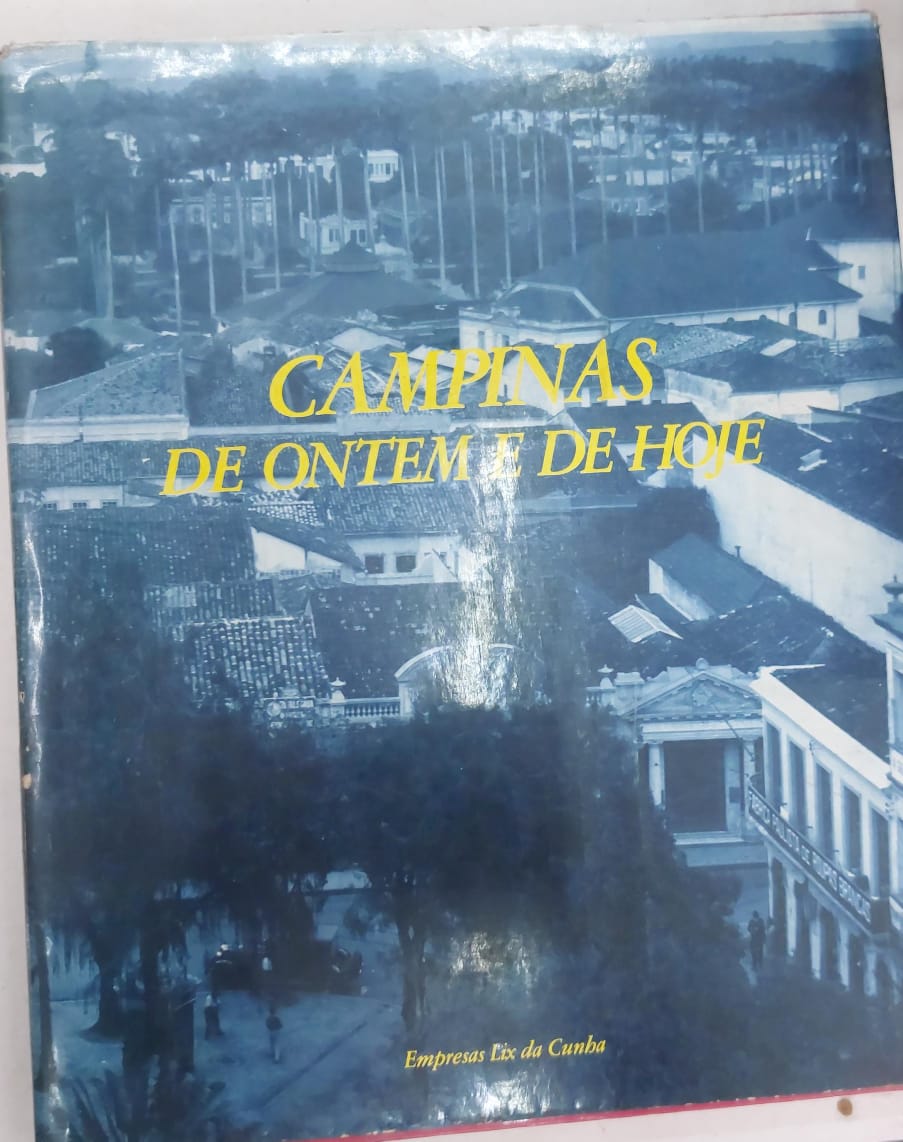 CAMPINAS
DE ONTEM E DE HOJE
Empresas Lix da Cunha